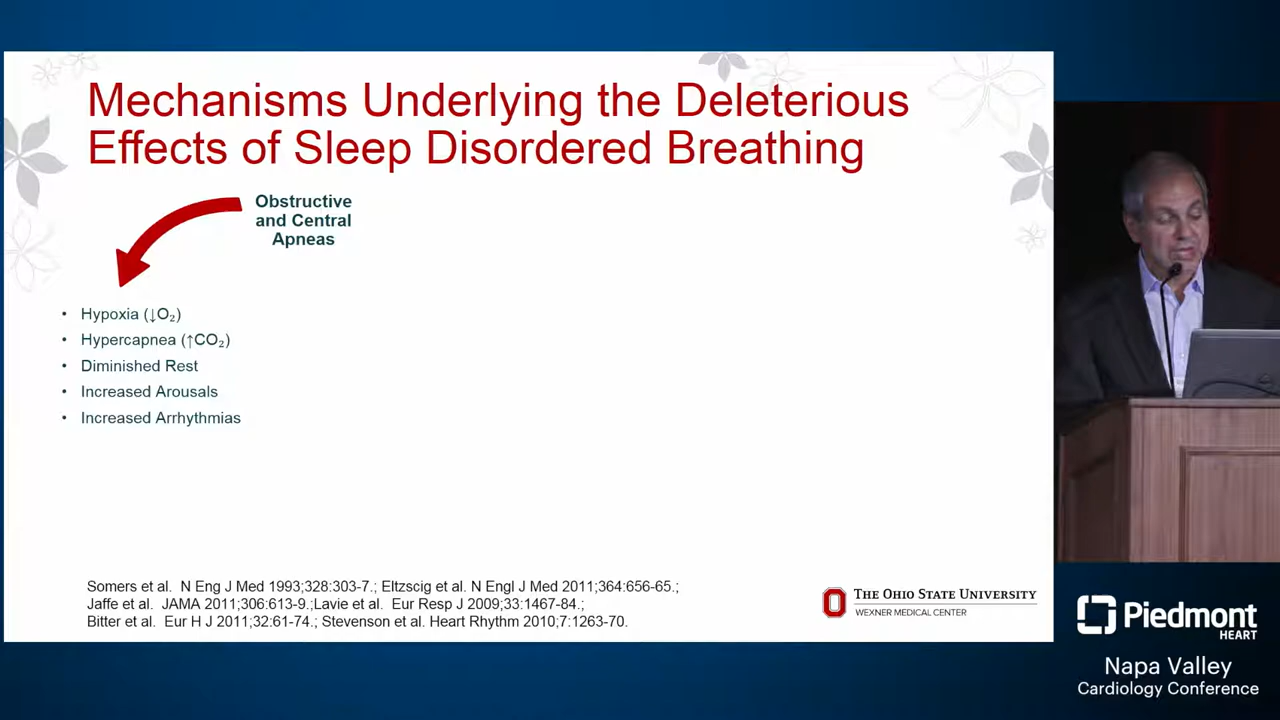 Mechanisms Underlying the Deleterious
Effects of Sleep Disordered Breathing
Obstructive
and Central
Apneas
• Hypoxia (↓O₂)
• Hypercapnea (↑CO₂)
• Diminished Rest
• Increased Arousals
• Increased Arrhythmias
Somers et al. N Eng J Med 1993;328:303-7.; Eltzscig et al. N Engl J Med 2011;364:656-65.;
Jaffe et al. JAMA 2011;306:613-9.;Lavie et al. Eur Resp J 2009;33:1467-84.;
Bitter et al. Eur H J 2011;32:61-74.; Stevenson et al. Heart Rhythm 2010;7:1263-70.
THE OHIO STATE UNIVERSITY
WEXNER MEDICAL CENTER
Piedmont
HEART
Napa Valley
Cardiology Conference